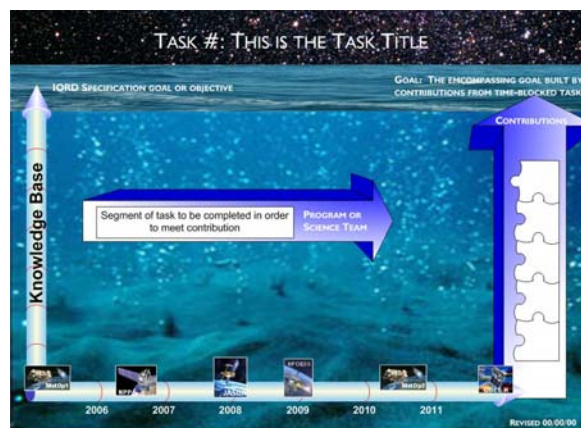 TASK #: THIS IS THE TASK TITLE
IORD SPECIFICATION GOAL OR OBJECTIVE
GOAL: THE ENCOMPASSING GOAL BUILT BY
CONTRIBUTIONS FROM TIME-BLOCKED TASK
CONTRIBUTIONS
Knowledge Base
Segment of task to be completed in order
to meet contribution
PROGRAM OR
SCIENCE TEAM
MetOp1
NPP
JASON
NPOESS
MetOp2
2006
2007
2008
2009
2010
2011
REVISED 00/00/00